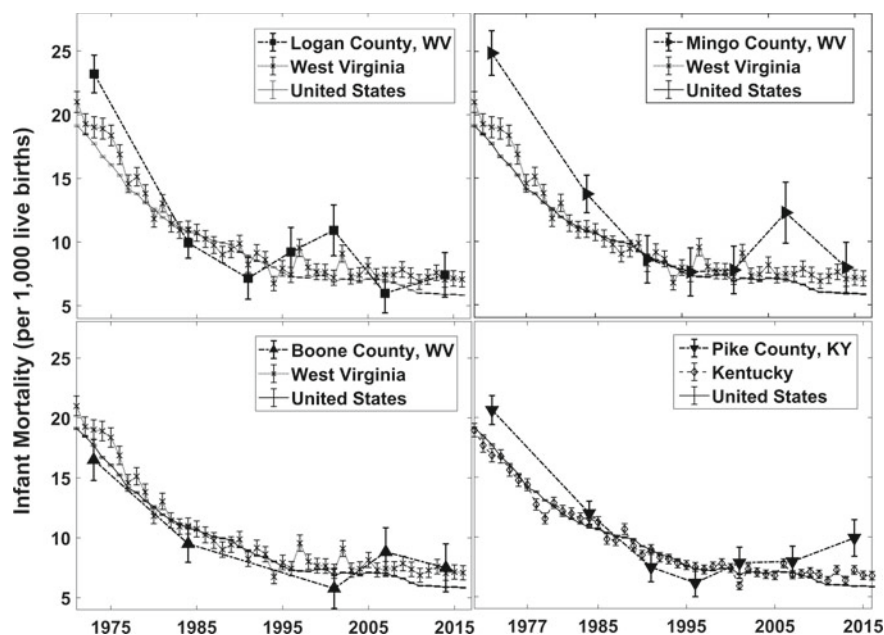 Infant Mortality (per 1,000 live births)
25
20
15
10
5
Logan County, WV
West Virginia
United States
Mingo County, WV
West Virginia
United States
25
20
15
10
5
Boone County, WV
West Virginia
United States
Pike County, KY
Kentucky
United States
1975 1985 1995 2005 2015
1977 1985 1995 2005 2015